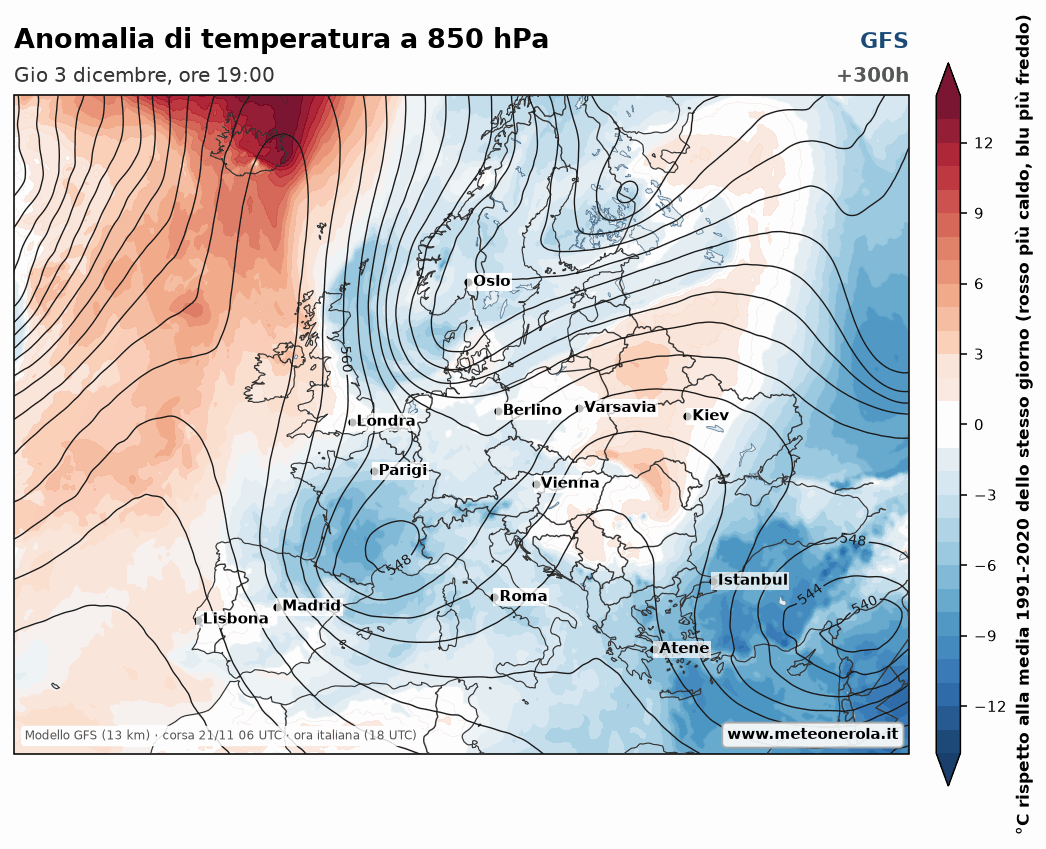 Anomalia di temperatura a 850 hPa
GFS
Gio 3 dicembre, ore 19:00
+300h
Oslo
560
Londra
Berlino
Varsavia
Kiev
Parigi
Vienna
548
548
Istanbul
544
540
Roma
Madrid
Lisbona
Atene
Modello GFS (13 km) · corsa 21/11 06 UTC · ora italiana (18 UTC)
www.meteonerola.it
12
9
6
3
0
−3
−6
−9
−12
°C rispetto alla media 1991-2020 dello stesso giorno (rosso più caldo, blu più freddo)